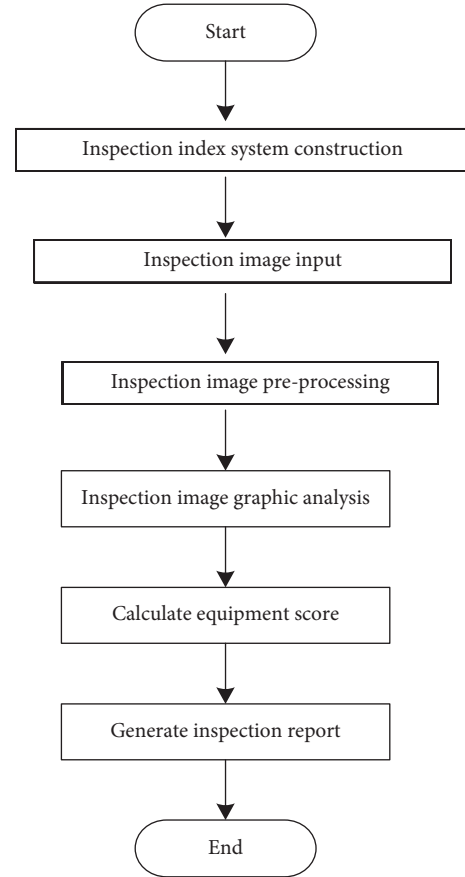 Start
Inspection index system construction
Inspection image input
Inspection image pre-processing
Inspection image graphic analysis
Calculate equipment score
Generate inspection report
End